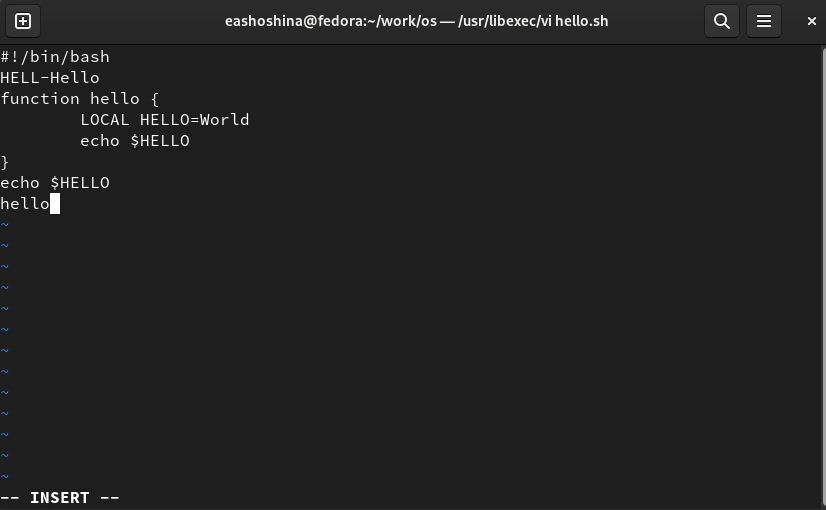 eashoshina@fedora:~/work/os — /usr/libexec/vi hello.sh
#!/bin/bash
HELL-Hello
function hello {
        LOCAL HELLO=World
        echo $HELLO
}
echo $HELLO
hello
~
~
~
~
~
~
~
~
~
~
~
~
~
-- INSERT --